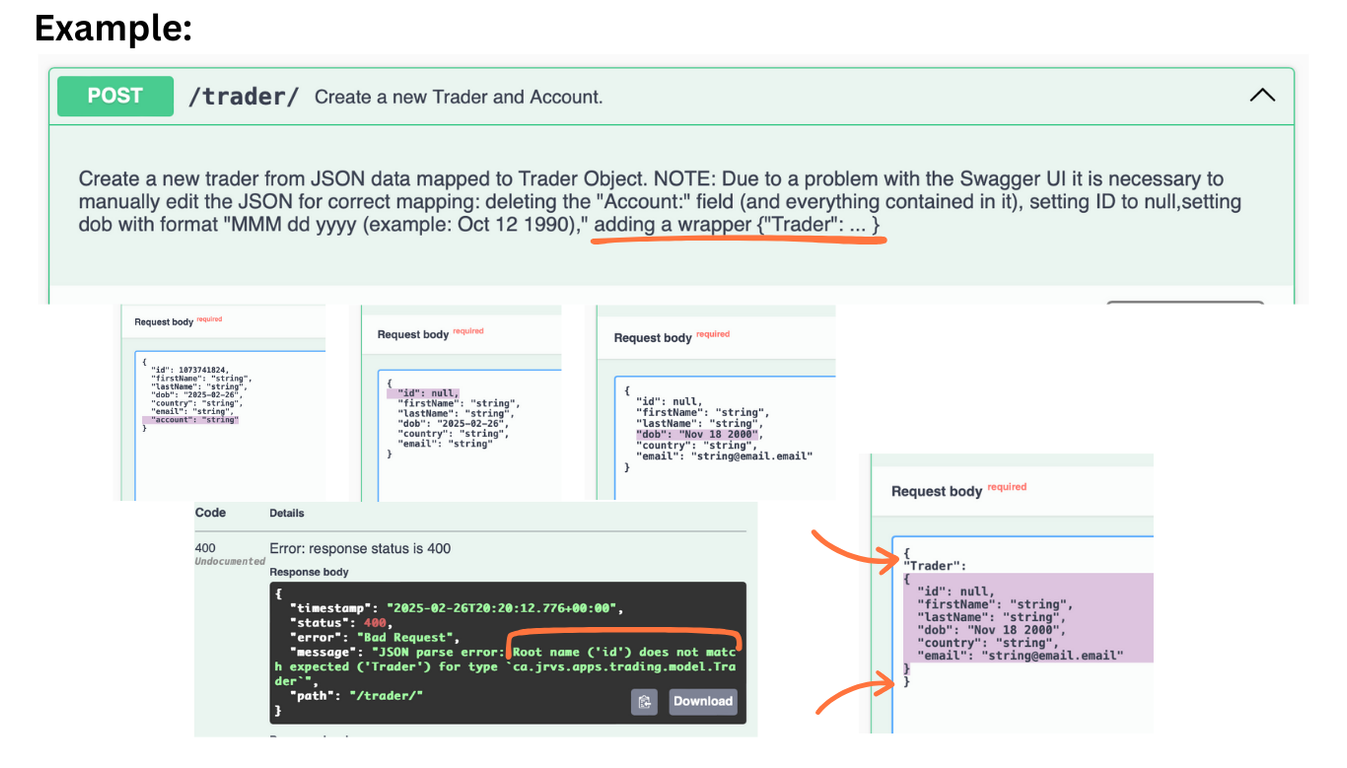 Example:
POST /trader/ Create a new Trader and Account.
Create a new trader from JSON data mapped to Trader Object. NOTE: Due to a problem with the Swagger UI it is necessary to
manually edit the JSON for correct mapping: deleting the "Account:" field (and everything contained in it), setting ID to null,setting
dob with format "MMM dd yyyy (example: Oct 12 1990)," adding a wrapper {"Trader": ... }
Request body required
{
"id": 1073741824,
"firstName": "string",
"lastName": "string",
"dob": "2025-02-26",
"country": "string",
"email": "string",
"account": "string"
}
Request body required
{
"id": null,
"firstName": "string",
"lastName": "string",
"dob": "2025-02-26",
"country": "string",
"email": "string"
}
Request body required
{
"id": null,
"firstName": "string",
"lastName": "string",
"dob": "Nov 18 2000",
"country": "string",
"email": "string@email.email"
}
Code Details
400 Error: response status is 400
Undocumented
Response body
{
"timestamp": "2025-02-26T20:20:12.776+00:00",
"status": 400,
"error": "Bad Request",
"message": "JSON parse error: Root name ('id') does not matc
h expected ('Trader') for type `ca.jrvs.apps.trading.model.Tra
der`",
"path": "/trader/"
}
Download
Request body required
{
"Trader":
{
"id": null,
"firstName": "string",
"lastName": "string",
"dob": "Nov 18 2000",
"country": "string",
"email": "string@email.email"
}
}